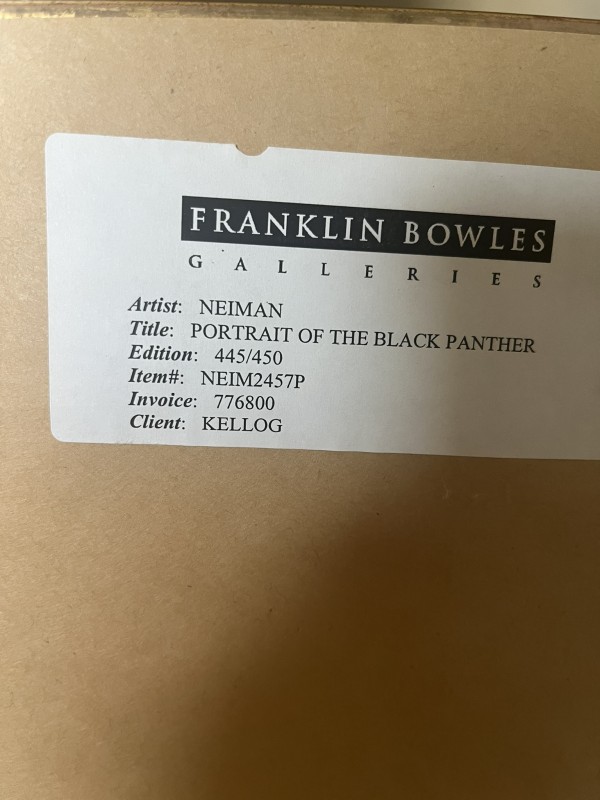 FRANKLIN BOWLES
GALLERIES
Artist: NEIMAN
Title: PORTRAIT OF THE BLACK PANTHER
Edition: 445/450
Item#: NEIM2457P
Invoice: 776800
Client: KELLOG